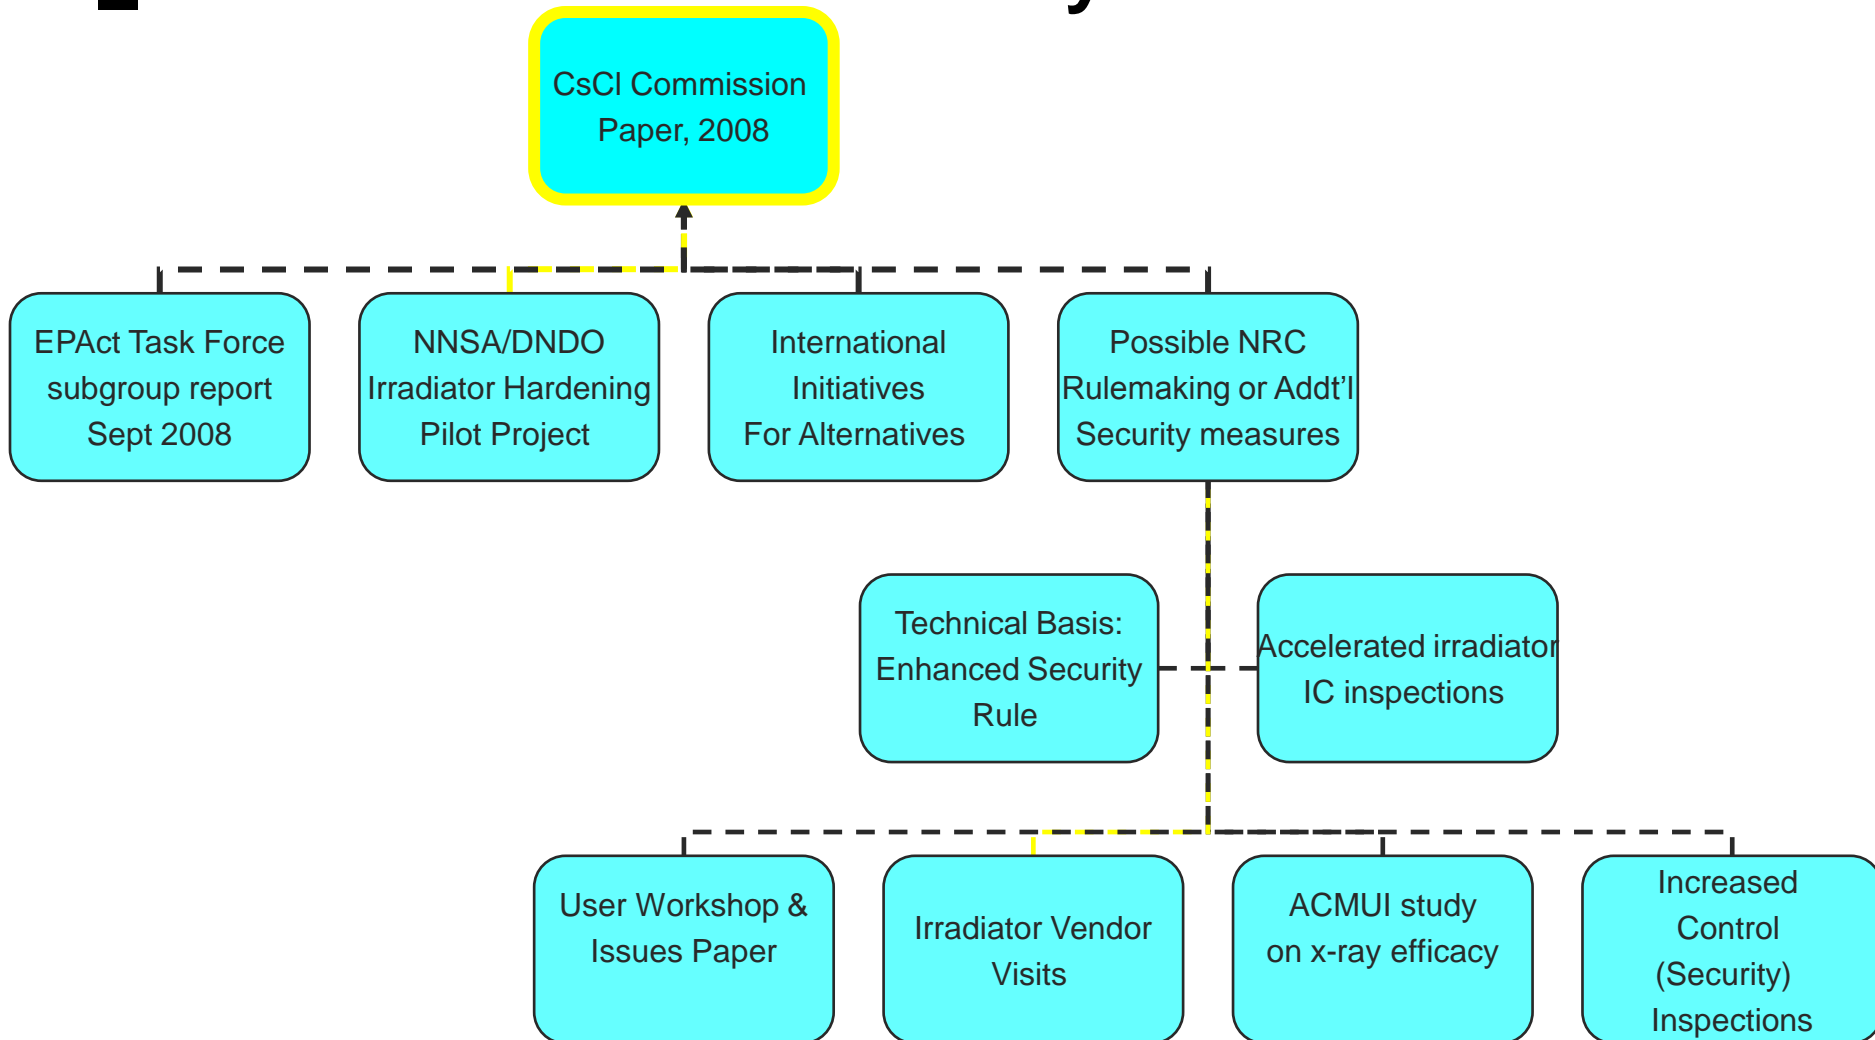 CsCl Commission
Paper, 2008
EPAct Task Force
subgroup report
Sept 2008
NNSA/DNDO
Irradiator Hardening
Pilot Project
International
Initiatives
For Alternatives
Possible NRC
Rulemaking or Addt'l
Security measures
Technical Basis:
Enhanced Security
Rule
Accelerated irradiator
IC inspections
User Workshop &
Issues Paper
Irradiator Vendor
Visits
ACMUI study
on x-ray efficacy
Increased
Control
(Security)
Inspections